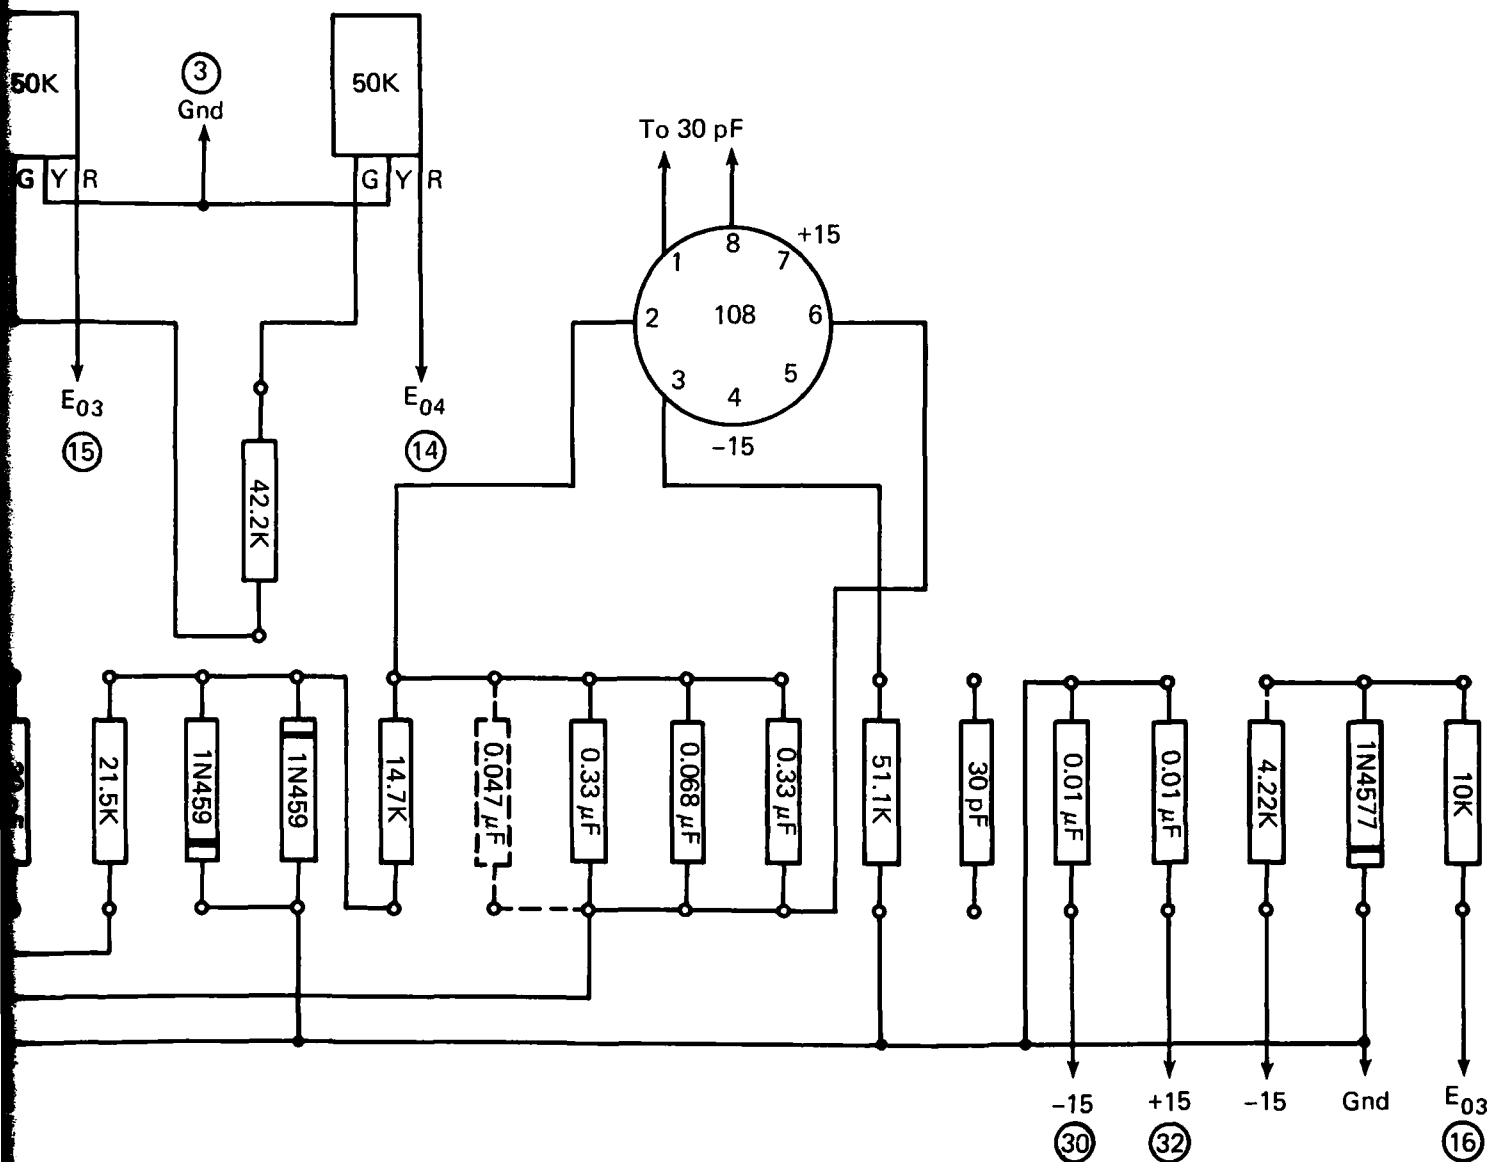 50K
3
Gnd
50K
G Y R
G Y R
To 30 pF
+15
1
8
7
2
108
6
3
4
5
-15
E03
15
E04
14
42.2K
21.5K
1N459
1N459
14.7K
0.047 µF
0.33 µF
0.068 µF
0.33 µF
51.1K
30 pF
0.01 µF
0.01 µF
4.22K
1N4577
10K
-15
30
+15
32
-15
Gnd
E03
16